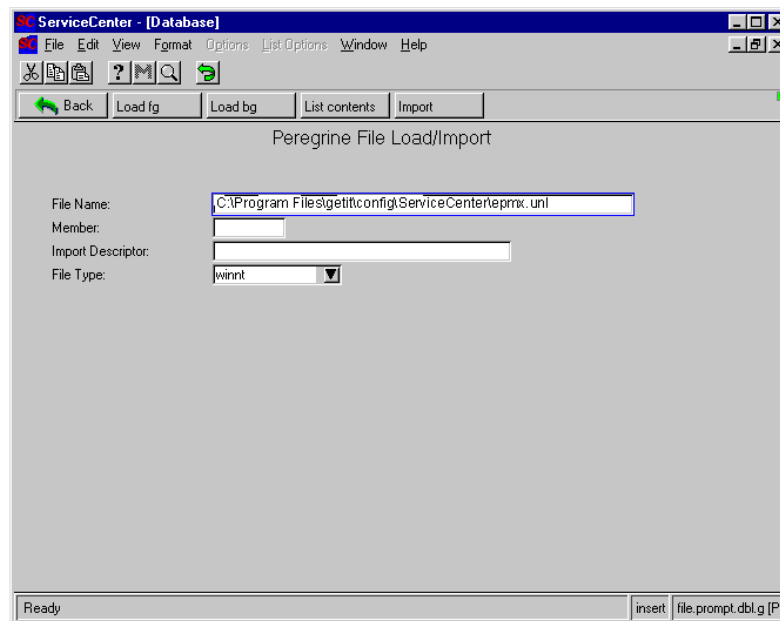 SC ServiceCenter - [Database]
SC File Edit View Format Options List Options Window Help
? M
Back Load fg Load bg List contents Import
Peregrine File Load/Import
File Name: C:\Program Files\getit\config\ServiceCenter\epmx.unl
Member:
Import Descriptor:
File Type: winnt
Ready insert file.prompt.dbl.g [P